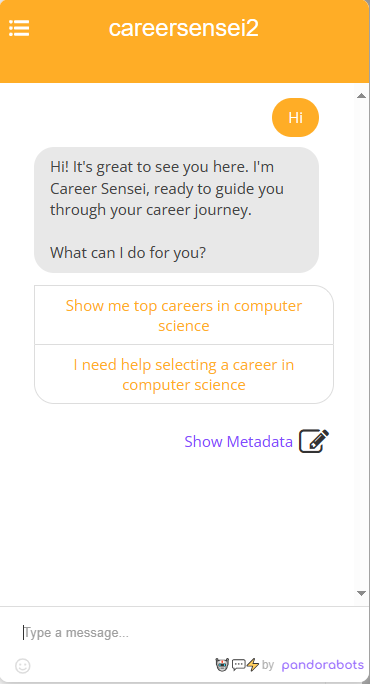 careersensei2
Hi
Hi! It's great to see you here. I'm
Career Sensei, ready to guide you
through your career journey.
What can I do for you?
Show me top careers in computer
science
I need help selecting a career in
computer science
Show Metadata
Type a message...
by pandorabots